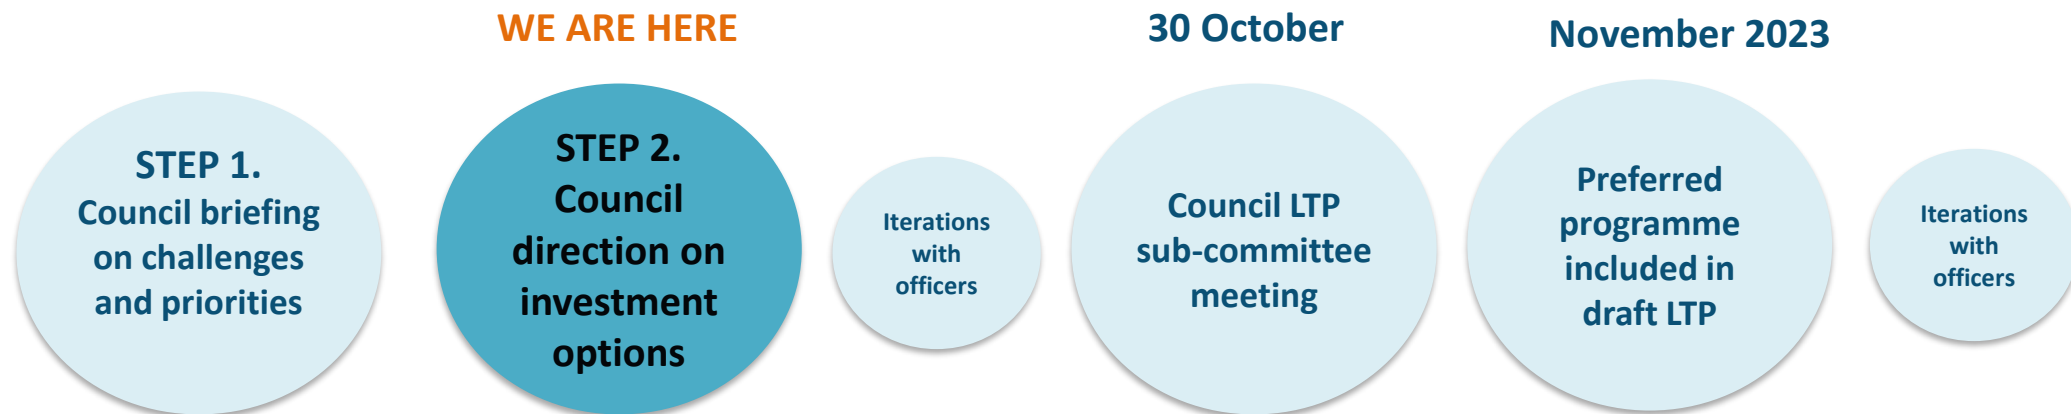 WE ARE HERE
30 October
November 2023
STEP 1.
Council briefing
on challenges
and priorities
STEP 2.
Council
direction on
investment
options
Iterations
with
officers
Council LTP
sub-committee
meeting
Preferred
programme
included in
draft LTP
Iterations
with
officers